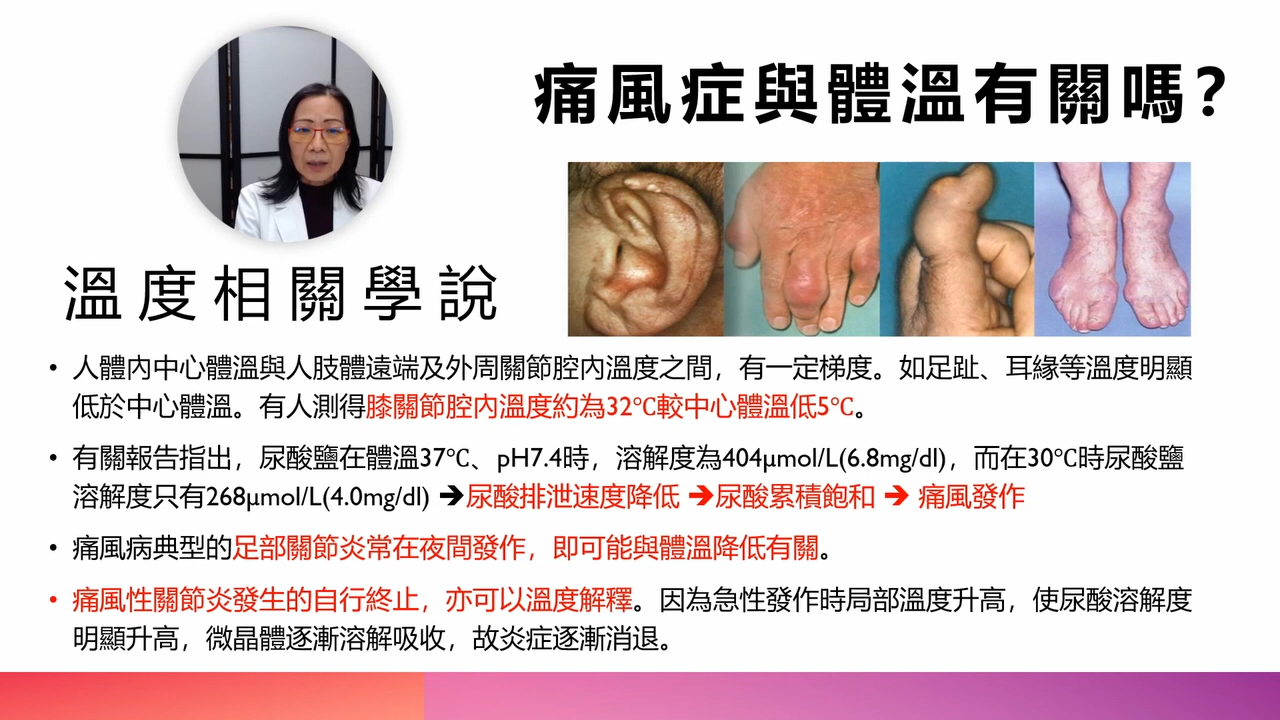 痛風症與體溫有關嗎?
溫度相關學說
• 人體內中心體溫與人肢體遠端及外周關節腔內溫度之間，有一定梯度。如足趾、耳緣等溫度明顯
低於中心體溫。有人測得膝關節腔內溫度約為32℃較中心體溫低5℃。
• 有關報告指出，尿酸鹽在體溫37℃、pH7.4時，溶解度為404μmol/L(6.8mg/dl)，而在30℃時尿酸鹽
溶解度只有268μmol/L(4.0mg/dl) ➔尿酸排泄速度降低 ➔尿酸累積飽和 ➔ 痛風發作
• 痛風病典型的足部關節炎常在夜間發作，即可能與體溫降低有關。
• 痛風性關節炎發生的自行終止，亦可以溫度解釋。因為急性發作時局部溫度升高，使尿酸溶解度
明顯升高，微晶體逐漸溶解吸收，故炎症逐漸消退。